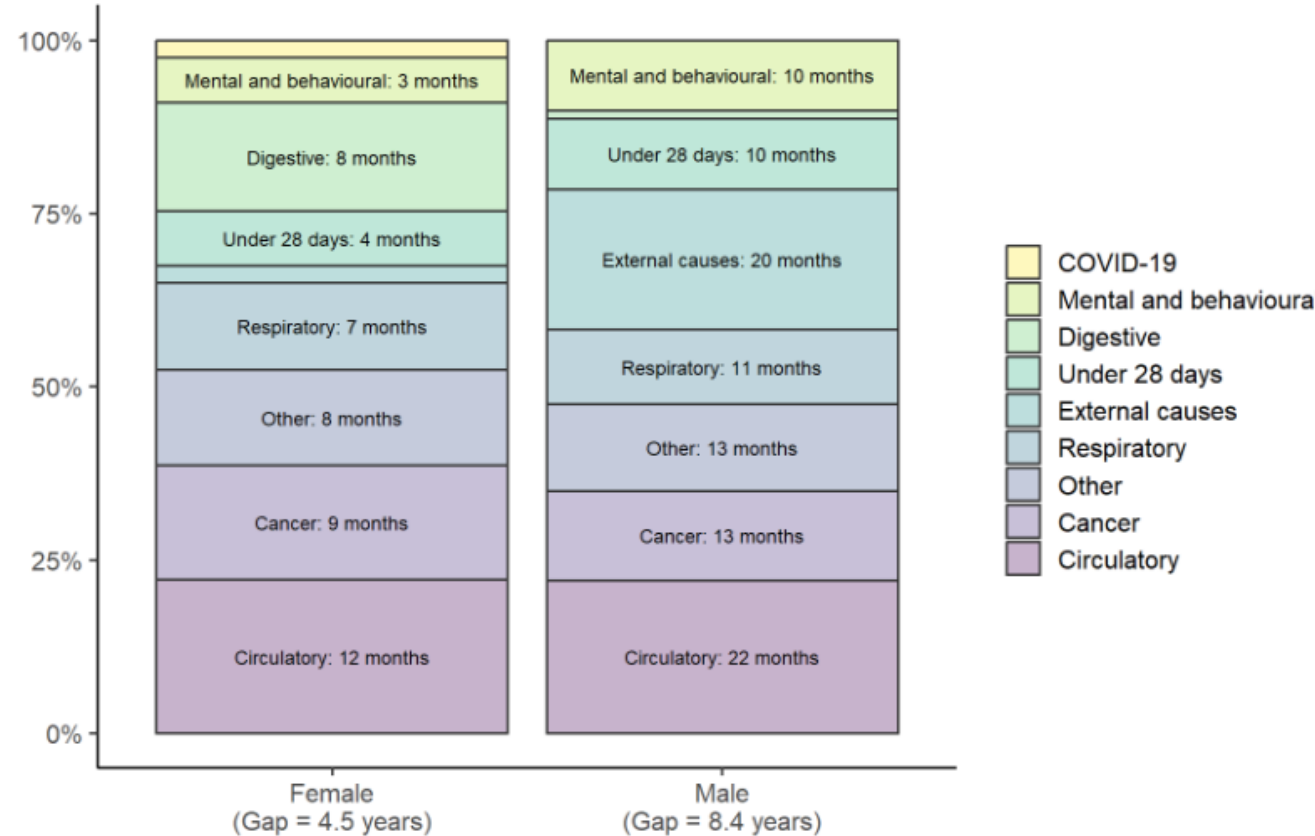 100%
75%
50%
25%
0%
Mental and behavioural: 3 months
Digestive: 8 months
Under 28 days: 4 months
Respiratory: 7 months
Other: 8 months
Cancer: 9 months
Circulatory: 12 months
Mental and behavioural: 10 months
Under 28 days: 10 months
External causes: 20 months
Respiratory: 11 months
Other: 13 months
Cancer: 13 months
Circulatory: 22 months
Female
(Gap = 4.5 years)
Male
(Gap = 8.4 years)
COVID-19
Mental and behavioura
Digestive
Under 28 days
External causes
Respiratory
Other
Cancer
Circulatory